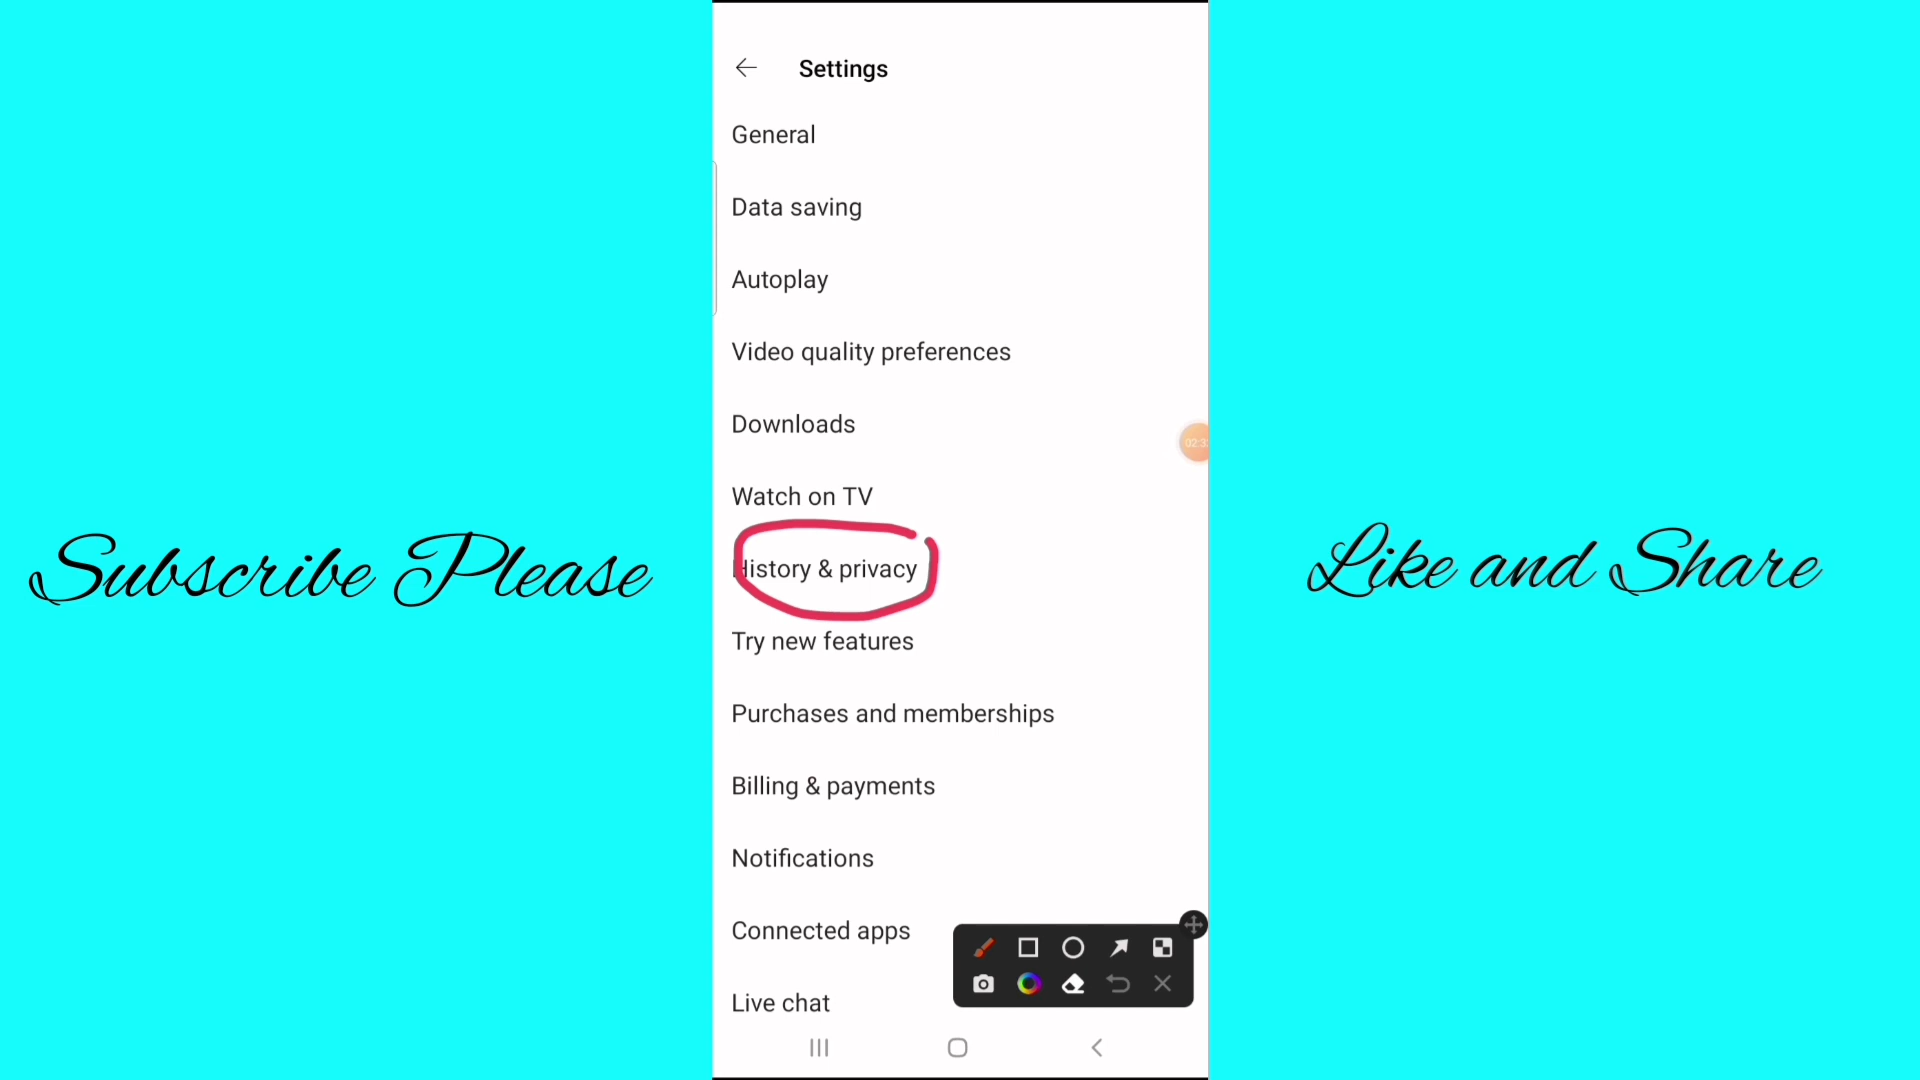 Settings
General
Data saving
Autoplay
Video quality preferences
Downloads
Watch on TV
History & privacy
Try new features
Purchases and memberships
Billing & payments
Notifications
Connected apps
Live chat
Subscribe Please
Like and Share